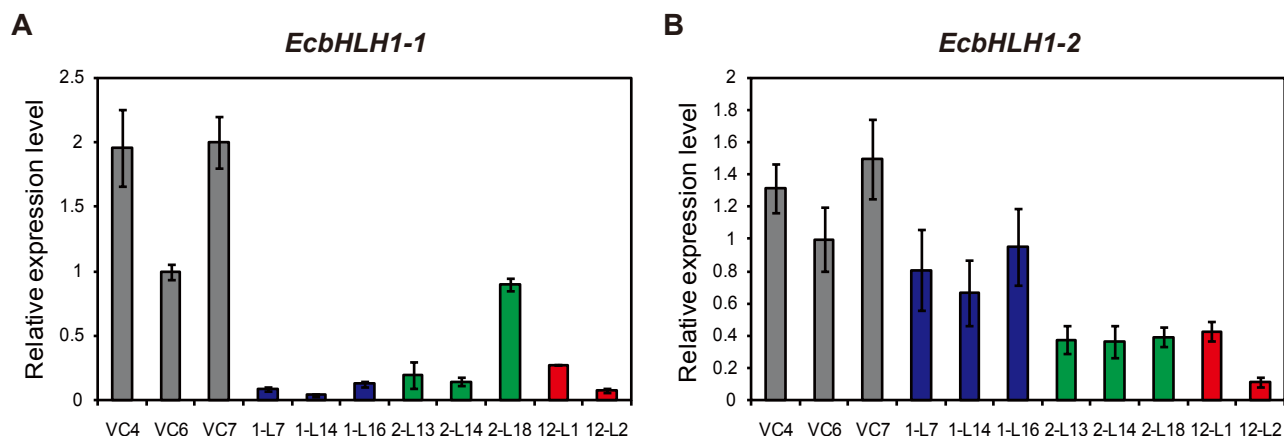 A
EcbHLH1-1
Relative expression level
2.5
2
1.5
1
0.5
0
VC4 VC6 VC7 1-L7 1-L14 1-L16 2-L13 2-L14 2-L18 12-L1 12-L2
B
EcbHLH1-2
Relative expression level
2
1.8
1.6
1.4
1.2
1
0.8
0.6
0.4
0.2
0
VC4 VC6 VC7 1-L7 1-L14 1-L16 2-L13 2-L14 2-L18 12-L1 12-L2